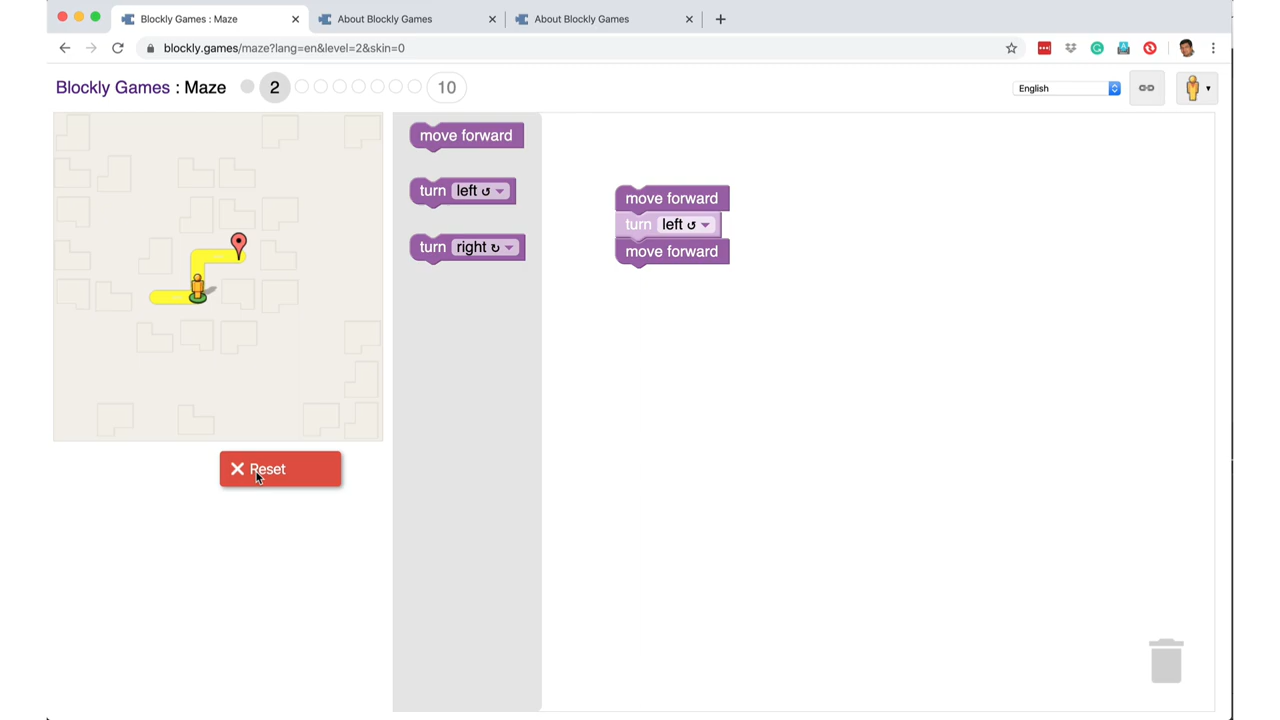 Blockly Games : Maze
About Blockly Games
About Blockly Games
blockly.games/maze?lang=en&level=2&skin=0
Blockly Games : Maze 2 10
English
move forward
turn left ↺
turn right ↻
move forward
turn left ↺
move forward
Reset